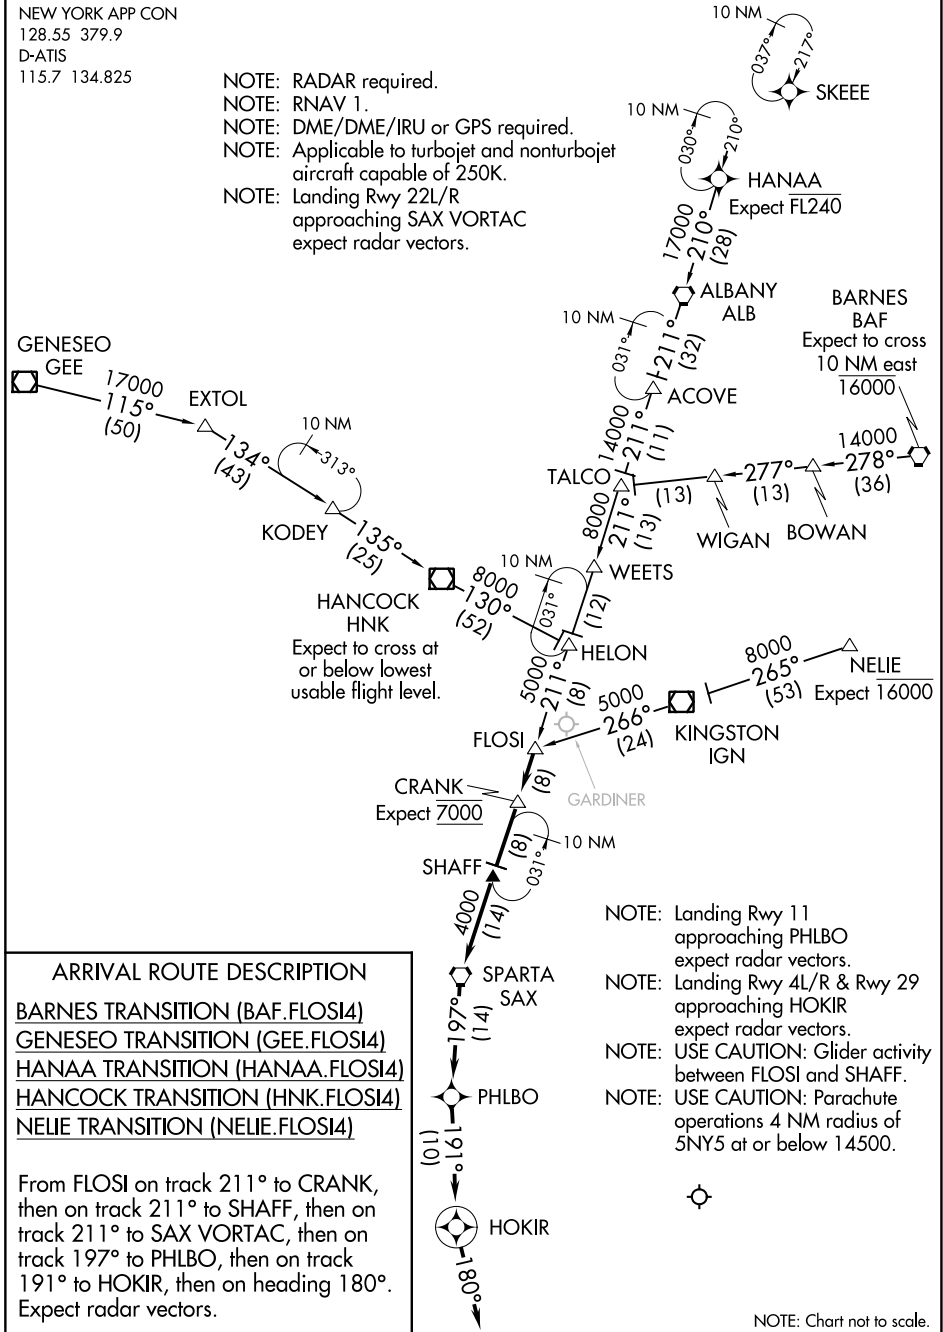 NEW YORK APP CON
128.55 379.9
D-ATIS
115.7 134.825
NOTE: RADAR required.
NOTE: RNAV 1.
NOTE: DME/DME/IRU or GPS required.
NOTE: Applicable to turbojet and nonturbojet
aircraft capable of 250K.
NOTE: Landing Rwy 22L/R
approaching SAX VORTAC
expect radar vectors.
10 NM
037°
217°
SKEEE
10 NM
030°
210°
HANAA
Expect FL240
17000
210°
(28)
ALBANY
ALB
10 NM
031°
211°
(32)
ACOVE
BARNES
BAF
Expect to cross
10 NM east
16000
14000
278°
(36)
GENESEO
GEE
17000
115°
(50)
EXTOL
134°
(43)
10 NM
313°
KODEY
135°
(25)
14000
211°
(11)
TALCO
(13)
277°
(13)
WIGAN
BOWAN
8000
211°
(13)
WEETS
10 NM
031°
(12)
HANCOCK
HNK
Expect to cross at
or below lowest
usable flight level.
8000
130°
(52)
HELON
5000
211°
(8)
8000
265°
(53)
NELIE
Expect 16000
5000
266°
(24)
KINGSTON
IGN
FLOSI
GARDINER
(8)
CRANK
Expect 7000
(8)
10 NM
031°
SHAFF
4000
(14)
SPARTA
SAX
197°
(14)
PHLBO
191°
(10)
HOKIR
180°
NOTE: Landing Rwy 11
approaching PHLBO
expect radar vectors.
NOTE: Landing Rwy 4L/R & Rwy 29
approaching HOKIR
expect radar vectors.
NOTE: USE CAUTION: Glider activity
between FLOSI and SHAFF.
NOTE: USE CAUTION: Parachute
operations 4 NM radius of
5NY5 at or below 14500.
ARRIVAL ROUTE DESCRIPTION
BARNES TRANSITION (BAF.FLOSI4)
GENESEO TRANSITION (GEE.FLOSI4)
HANAA TRANSITION (HANAA.FLOSI4)
HANCOCK TRANSITION (HNK.FLOSI4)
NELIE TRANSITION (NELIE.FLOSI4)
From FLOSI on track 211° to CRANK,
then on track 211° to SHAFF, then on
track 211° to SAX VORTAC, then on
track 197° to PHLBO, then on track
191° to HOKIR, then on heading 180°.
Expect radar vectors.
NOTE: Chart not to scale.